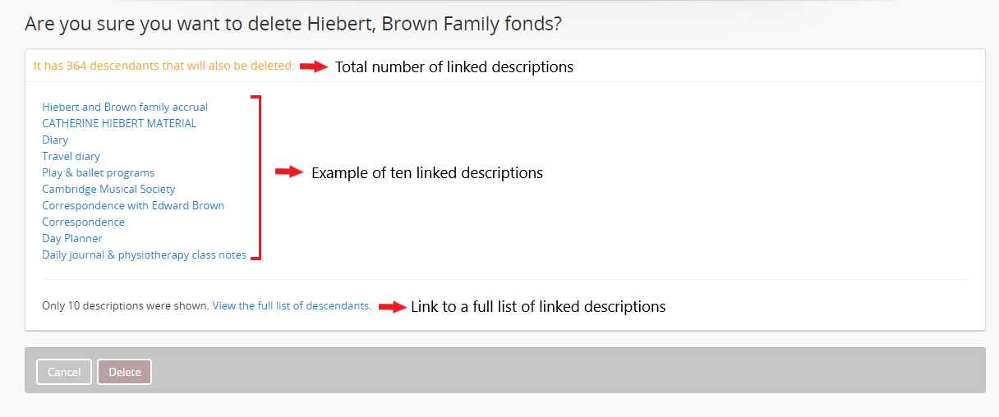 Are you sure you want to delete Hiebert, Brown Family fonds?
It has 364 descendants that will also be deleted: Total number of linked descriptions
Hiebert and Brown family accrual
CATHERINE HIEBERT MATERIAL
Diary
Travel diary
Play & ballet programs Example of ten linked descriptions
Cambridge Musical Society
Correspondence with Edward Brown
Correspondence
Day Planner
Daily journal & physiotherapy class notes
Only 10 descriptions were shown. View the full list of descendants. Link to a full list of linked descriptions
Cancel Delete